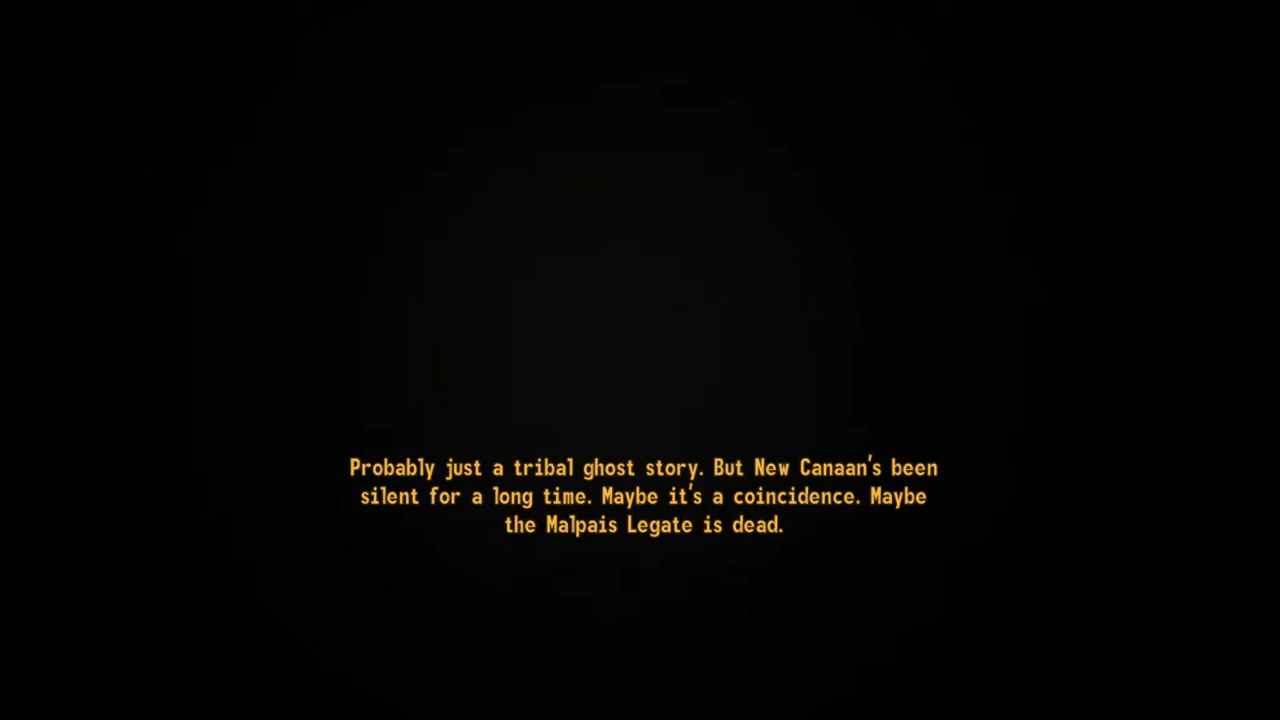 Probably just a tribal ghost story. But New Canaan's been
silent for a long time. Maybe it's a coincidence. Maybe
the Malpais Legate is dead.